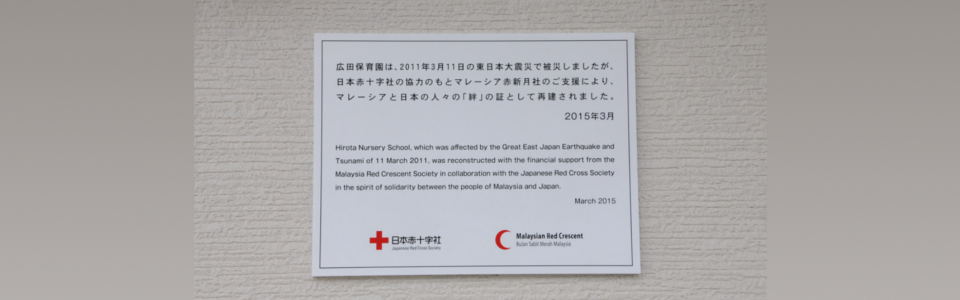 広田保育園は、2011年3月11日の東日本大震災で被災しましたが、
日本赤十字社の協力のもとマレーシア赤新月社のご支援により、
マレーシアと日本の人々の「絆」の証として再建されました。
2015年3月
Hirota Nursery School, which was affected by the Great East Japan Earthquake and
Tsunami of 11 March 2011, was reconstructed with the financial support from the
Malaysia Red Crescent Society in collaboration with the Japanese Red Cross Society
in the spirit of solidarity between the people of Malaysia and Japan.
March 2015
日本赤十字社
Japanese Red Cross Society
Malaysian Red Crescent
Bulan Sabit Merah Malaysia